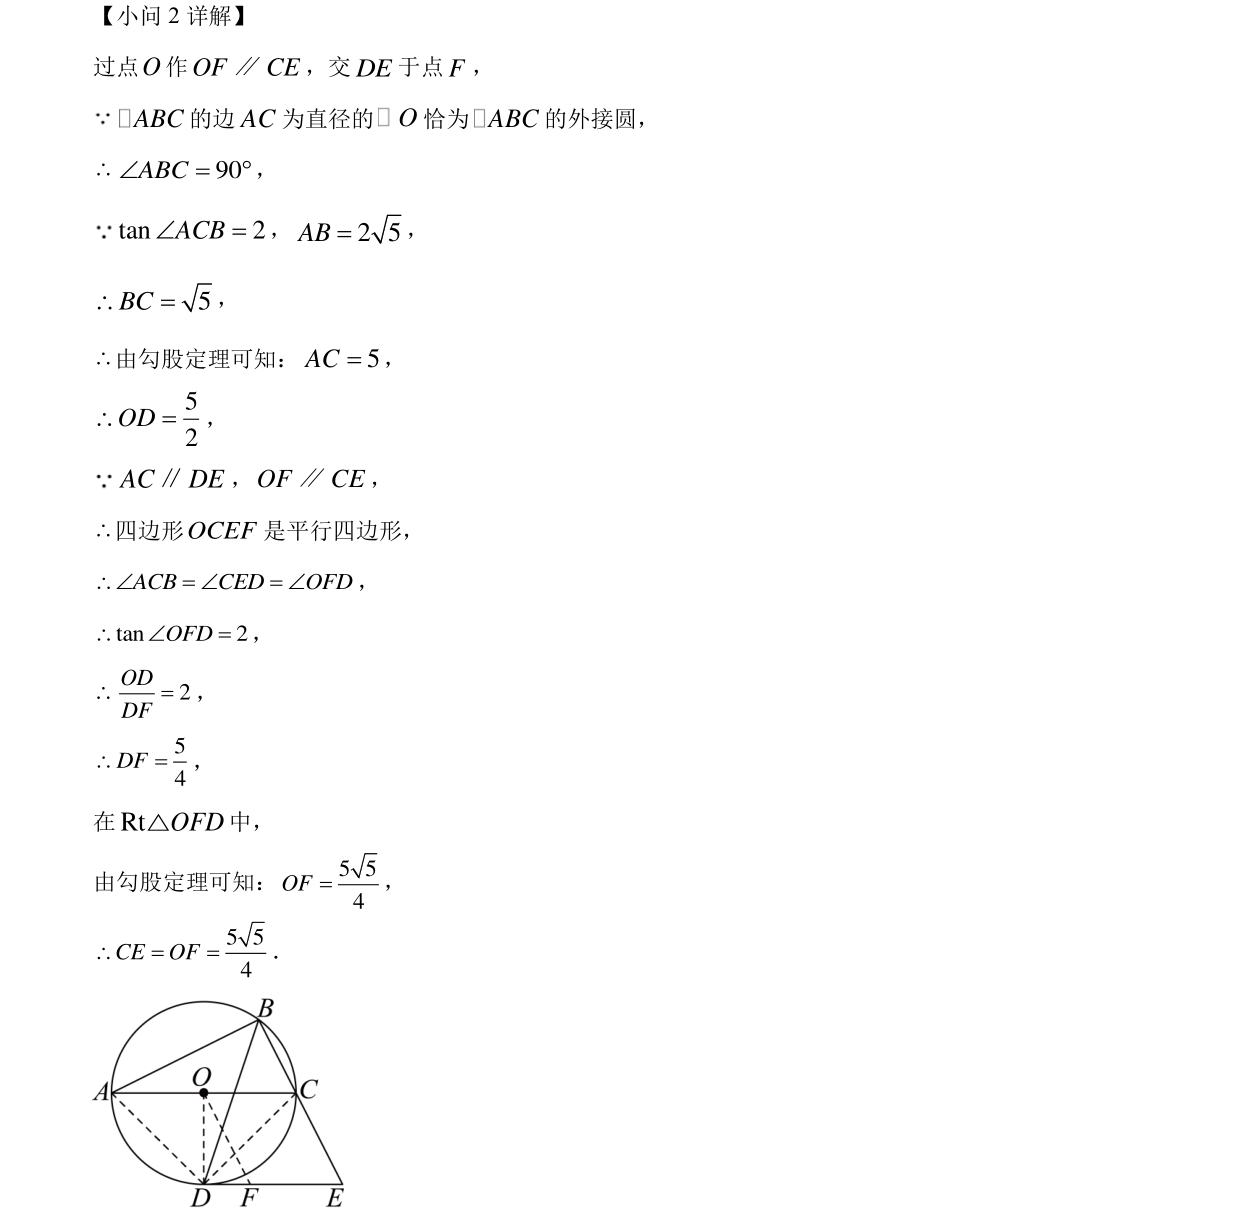 【小问 2 详解】
过点O作OF∥CE，交DE于点F，
∵□ABC的边AC为直径的□ O恰为□ABC的外接圆，
∴∠ABC=90°，
∵tan∠ACB=2，AB=2√5，
∴BC=√5，
∴由勾股定理可知：AC=5，
∴OD=5/2，
∵AC∥DE，OF∥CE，
∴四边形OCEF是平行四边形，
∴∠ACB=∠CED=∠OFD，
∴tan∠OFD=2，
∴OD/DF=2，
∴DF=5/4，
在Rt△OFD中，
由勾股定理可知：OF=5√5/4，
∴CE=OF=5√5/4．
B
A O C
D F E